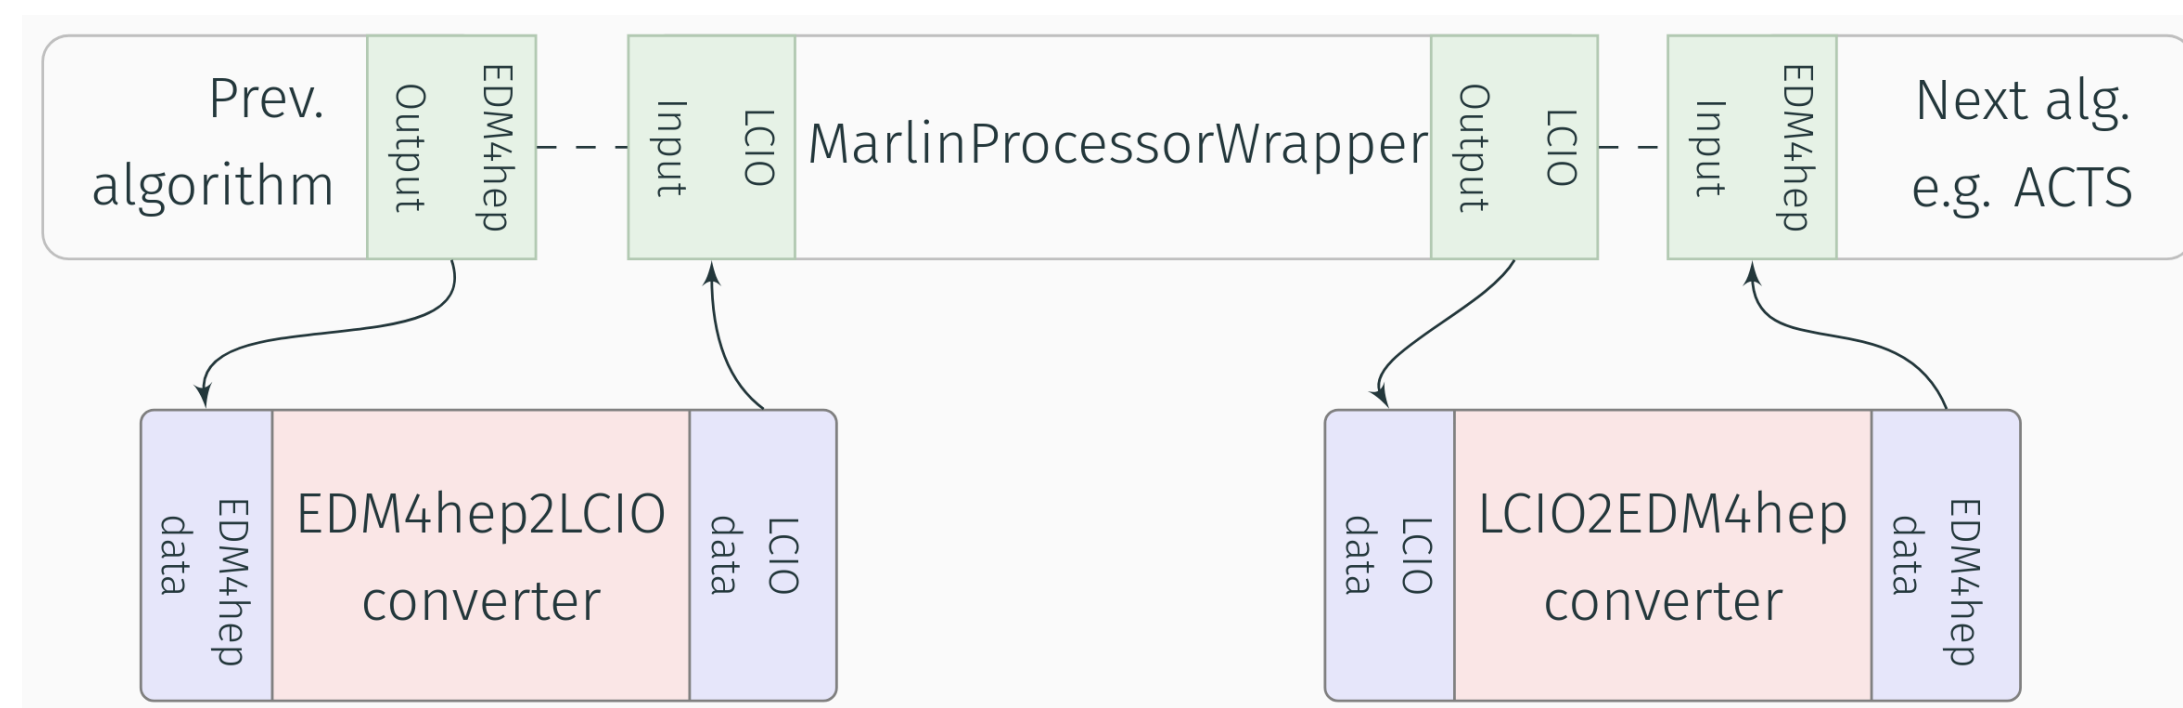 Prev.
algorithm
EDM4hep
Output
LCIO
Input
MarlinProcessorWrapper
LCIO
Output
EDM4hep
Input
Next alg.
e.g. ACTS
EDM4hep
data
EDM4hep2LCIO
converter
LCIO
data
LCIO
data
LCIO2EDM4hep
converter
EDM4hep
data